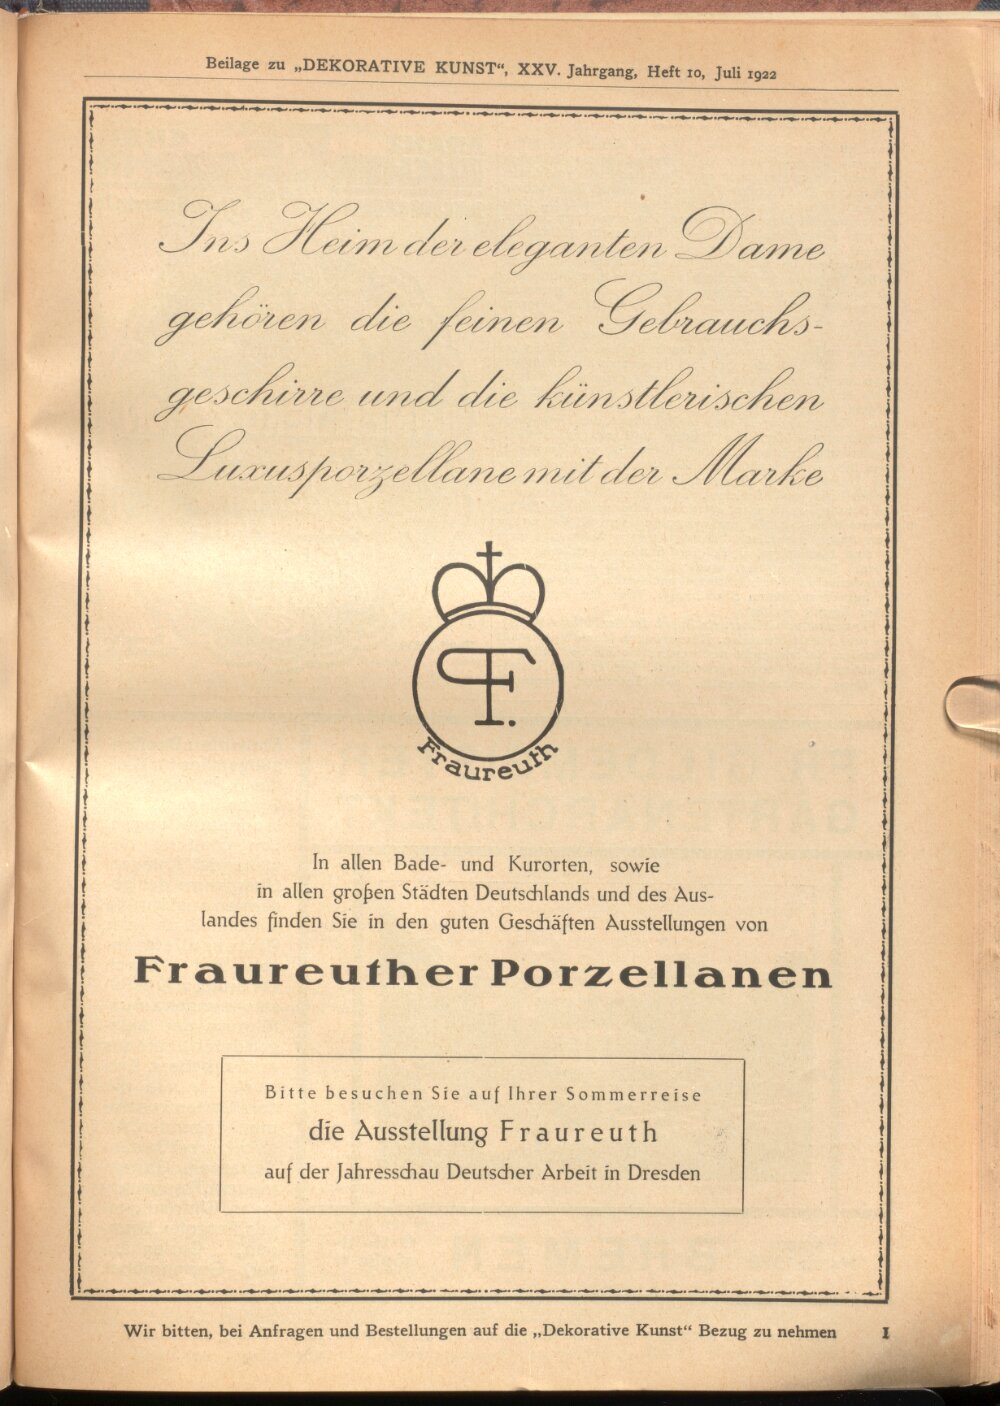 Beilage zu „DEKORATIVE KUNST“, XXV. Jahrgang, Heft 10, Juli 1922
Ins Heim der eleganten Dame
gehören die feinen Gebrauchs-
geschirre und die künstlerischen
Luxusporzellane mit der Marke
F.
Fraureuth
In allen Bade- und Kurorten, sowie
in allen großen Städten Deutschlands und des Aus-
landes finden Sie in den guten Geschäften Ausstellungen von
Fraureuther Porzellanen
Bitte besuchen Sie auf Ihrer Sommerreise
die Ausstellung Fraureuth
auf der Jahresschau Deutscher Arbeit in Dresden
Wir bitten, bei Anfragen und Bestellungen auf die „Dekorative Kunst“ Bezug zu nehmen I